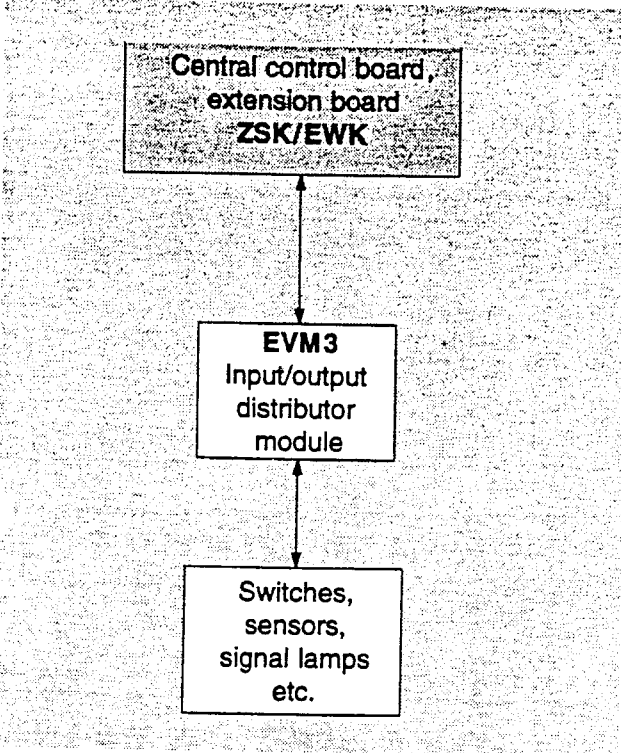 Central control board,
extension board
ZSK/EWK
EVM3
Input/output
distributor
module
Switches,
sensors,
signal lamps
etc.